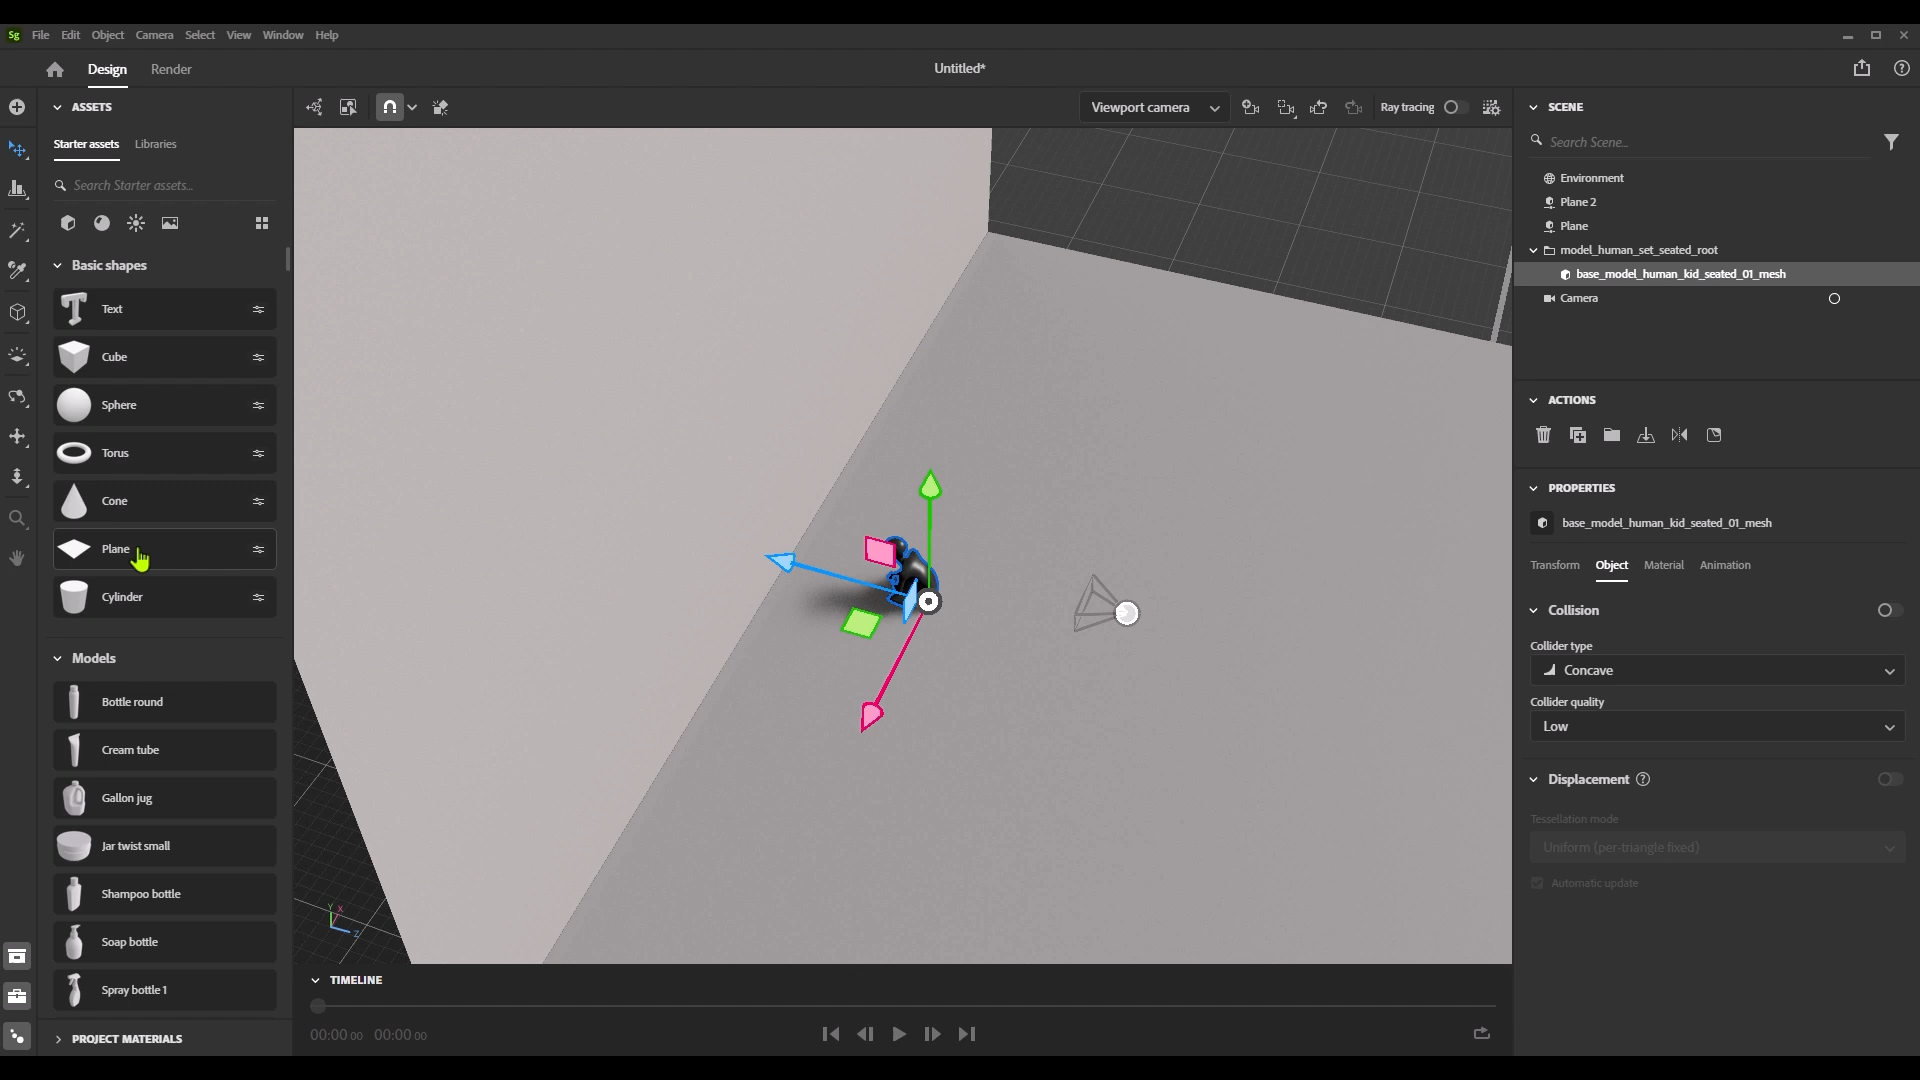 Sg File Edit Object Camera Select View Window Help
Design Render Untitled*
ASSETS
Starter assets Libraries
Search Starter assets...
Basic shapes
Text
Cube
Sphere
Torus
Cone
Plane
Cylinder
Models
Bottle round
Cream tube
Gallon jug
Jar twist small
Shampoo bottle
Soap bottle
Spray bottle 1
PROJECT MATERIALS
Viewport camera Ray tracing
Y X
Z
TIMELINE
00:00:00 00:00:00
SCENE
Search Scene...
Environment
Plane 2
Plane
model_human_set_seated_root
base_model_human_kid_seated_01_mesh
Camera
ACTIONS
PROPERTIES
base_model_human_kid_seated_01_mesh
Transform Object Material Animation
Collision
Collider type
Concave
Collider quality
Low
Displacement ?
Tessellation mode
Uniform (per-triangle fixed)
Automatic update